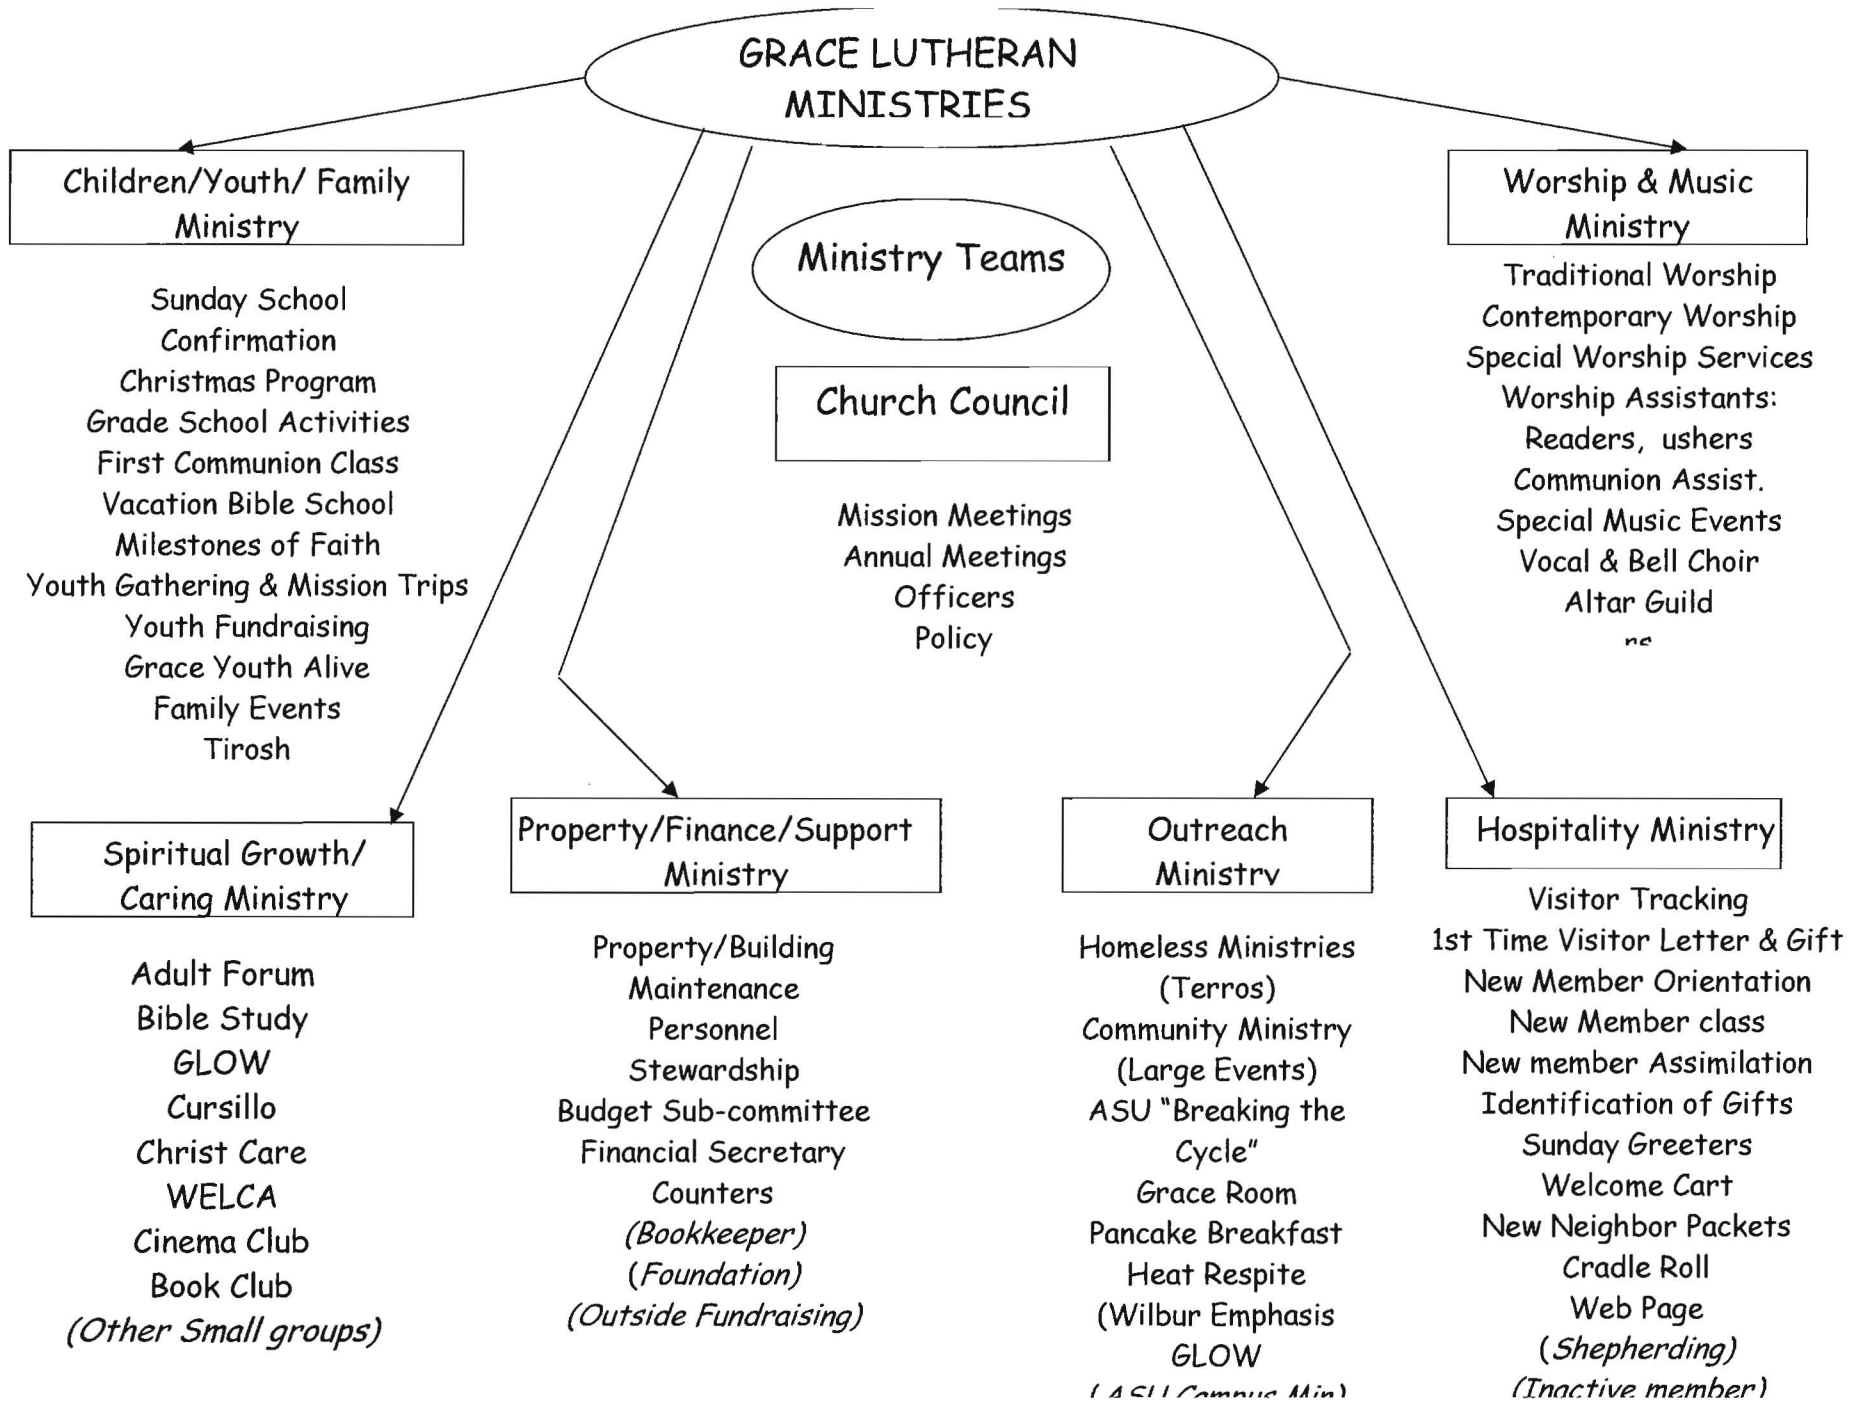 GRACE LUTHERAN
MINISTRIES
Children/Youth/ Family
Ministry
Sunday School
Confirmation
Christmas Program
Grade School Activities
First Communion Class
Vacation Bible School
Milestones of Faith
Youth Gathering & Mission Trips
Youth Fundraising
Grace Youth Alive
Family Events
Tirosh
Ministry Teams
Church Council
Mission Meetings
Annual Meetings
Officers
Policy
Worship & Music
Ministry
Traditional Worship
Contemporary Worship
Special Worship Services
Worship Assistants:
Readers, ushers
Communion Assist.
Special Music Events
Vocal & Bell Choir
Altar Guild
Spiritual Growth/
Caring Ministry
Adult Forum
Bible Study
GLOW
Cursillo
Christ Care
WELCA
Cinema Club
Book Club
(Other Small groups)
Property/Finance/Support
Ministry
Property/Building
Maintenance
Personnel
Stewardship
Budget Sub-committee
Financial Secretary
Counters
(Bookkeeper)
(Foundation)
(Outside Fundraising)
Outreach
Ministry
Homeless Ministries
(Terros)
Community Ministry
(Large Events)
ASU "Breaking the
Cycle"
Grace Room
Pancake Breakfast
Heat Respite
(Wilbur Emphasis
GLOW
(ASU Campus Min)
Hospitality Ministry
Visitor Tracking
1st Time Visitor Letter & Gift
New Member Orientation
New Member class
New member Assimilation
Identification of Gifts
Sunday Greeters
Welcome Cart
New Neighbor Packets
Cradle Roll
Web Page
(Shepherding)
(Inactive member)